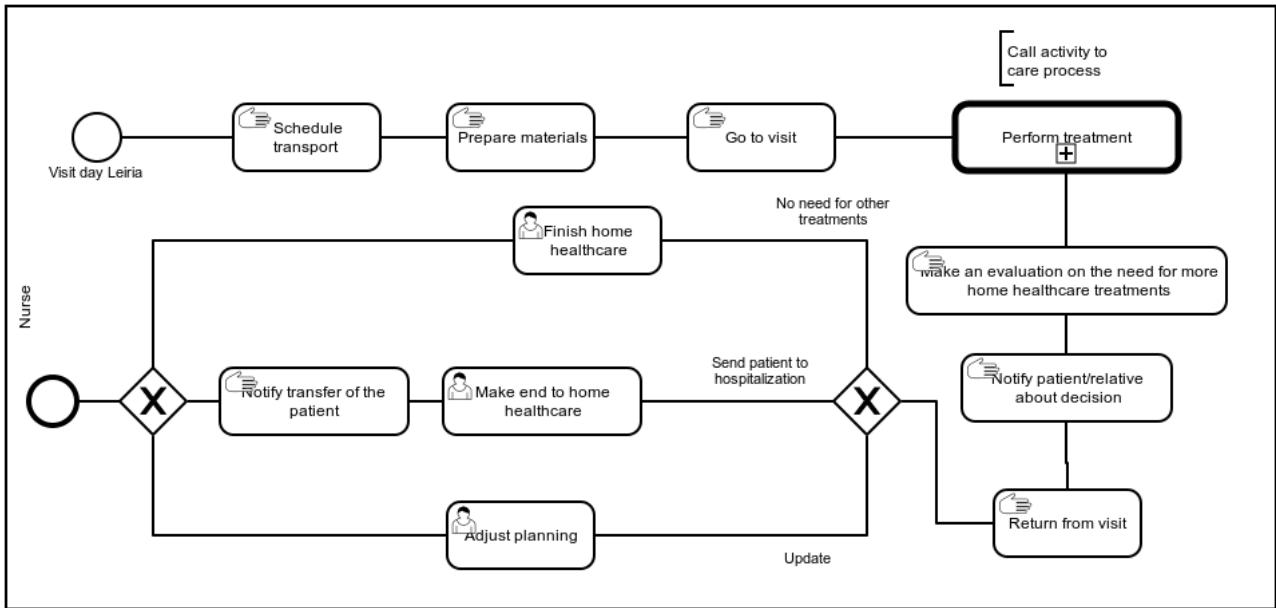 Call activity to
care process
Schedule
transport
Prepare materials
Go to visit
Perform treatment
Visit day Leiria
No need for other
treatments
Finish home
healthcare
Make an evaluation on the need for more
home healthcare treatments
Nurse
Send patient to
hospitalization
Notify transfer of the
patient
Make end to home
healthcare
Notify patient/relative
about decision
Return from visit
Adjust planning
Update